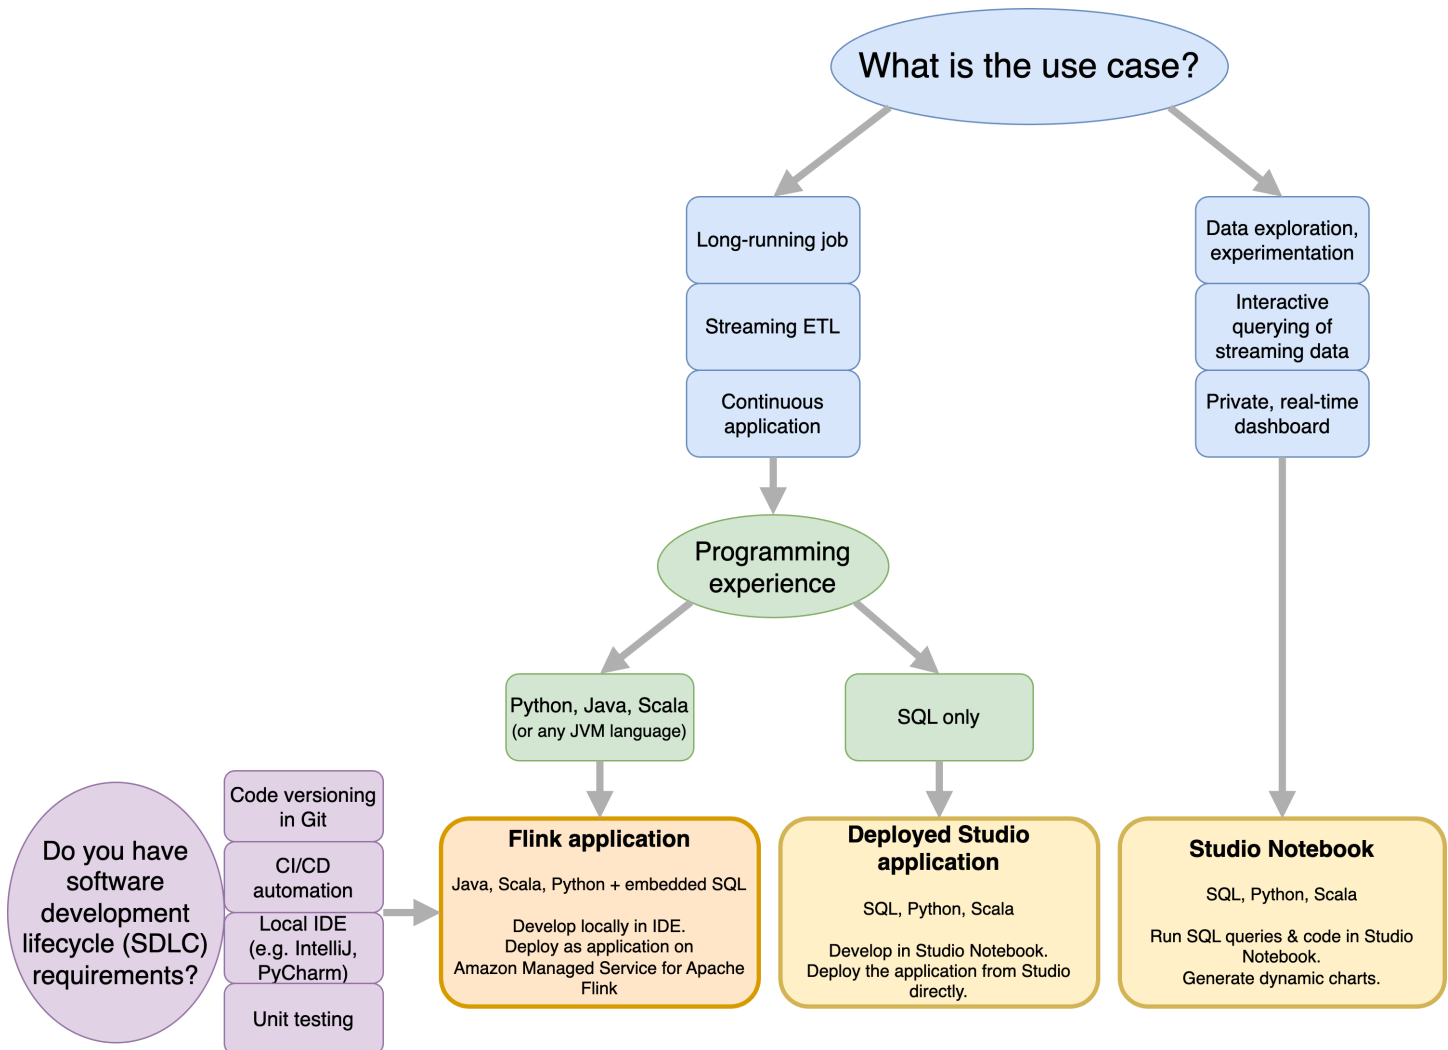 What is the use case?
Long-running job
Streaming ETL
Continuous
application
Data exploration,
experimentation
Interactive
querying of
streaming data
Private, real-time
dashboard
Programming
experience
Python, Java, Scala
(or any JVM language)
SQL only
Do you have
software
development
lifecycle (SDLC)
requirements?
Code versioning
in Git
CI/CD
automation
Local IDE
(e.g. IntelliJ,
PyCharm)
Unit testing
Flink application
Java, Scala, Python + embedded SQL
Develop locally in IDE.
Deploy as application on
Amazon Managed Service for Apache
Flink
Deployed Studio
application
SQL, Python, Scala
Develop in Studio Notebook.
Deploy the application from Studio
directly.
Studio Notebook
SQL, Python, Scala
Run SQL queries & code in Studio
Notebook.
Generate dynamic charts.